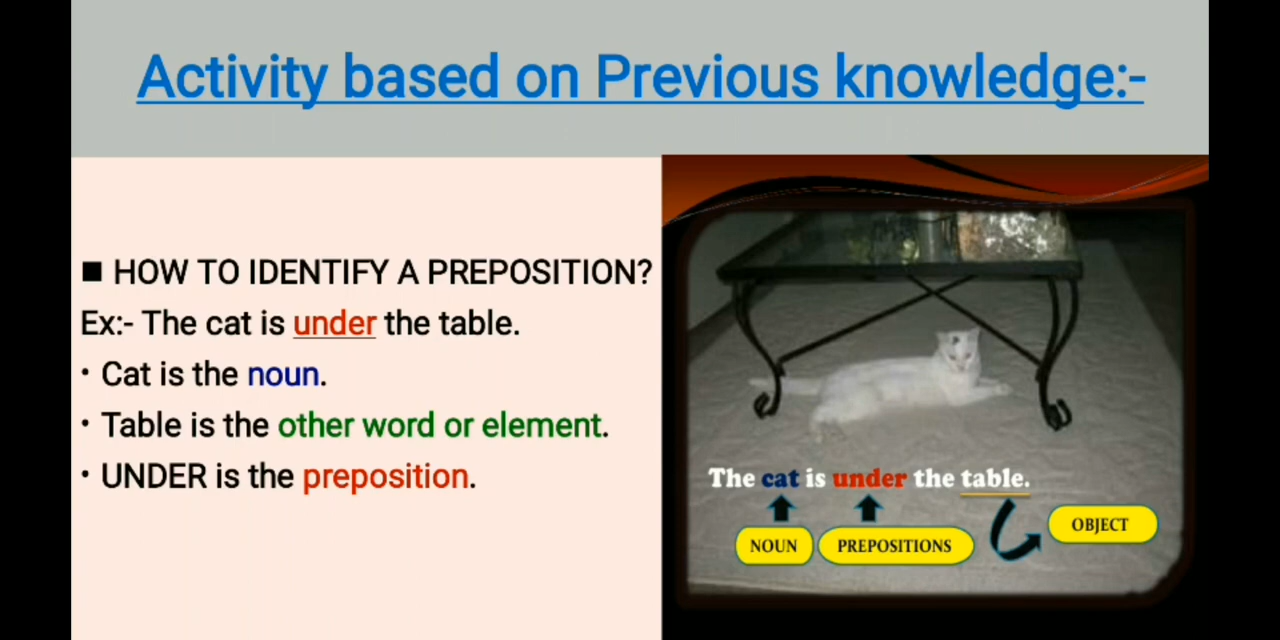 Activity based on Previous knowledge:-
■ HOW TO IDENTIFY A PREPOSITION?
Ex:- The cat is under the table.
• Cat is the noun.
• Table is the other word or element.
• UNDER is the preposition.
The cat is under the table.
OBJECT
NOUN PREPOSITIONS